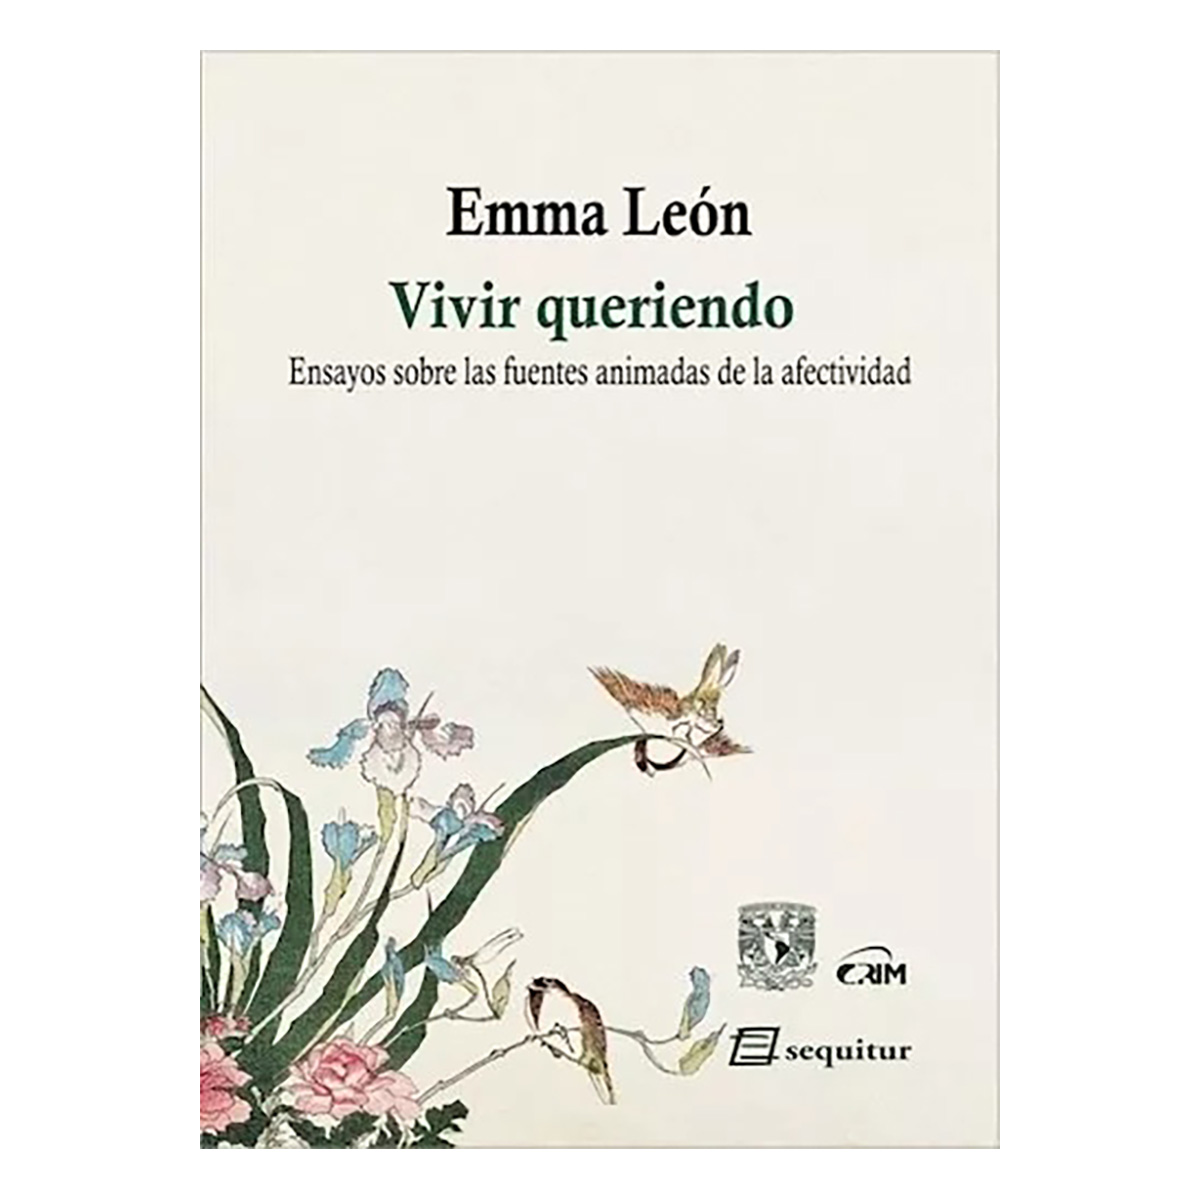 Emma León
Vivir queriendo
Ensayos sobre las fuentes animadas de la afectividad
CRIM
sequitur